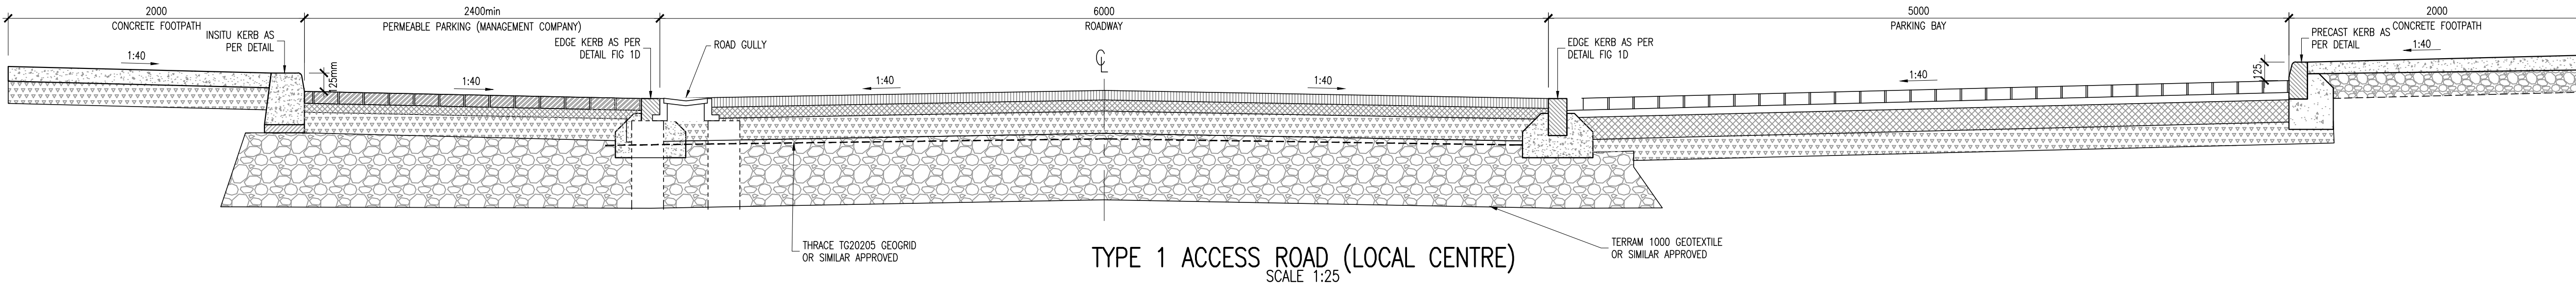 2000
2400min
6000
5000
2000
CONCRETE FOOTPATH
PERMEABLE PARKING (MANAGEMENT COMPANY)
ROADWAY
PARKING BAY
CONCRETE FOOTPATH
INSITU KERB AS
PER DETAIL
EDGE KERB AS PER
DETAIL FIG 1D
ROAD GULLY
CL
EDGE KERB AS PER
DETAIL FIG 1D
PRECAST KERB AS
PER DETAIL
1:40
125mm
1:40
1:40
1:40
1:40
125
1:40
THRACE TG20205 GEOGRID
OR SIMILAR APPROVED
TERRAM 1000 GEOTEXTILE
OR SIMILAR APPROVED
TYPE 1 ACCESS ROAD (LOCAL CENTRE)
SCALE 1:25